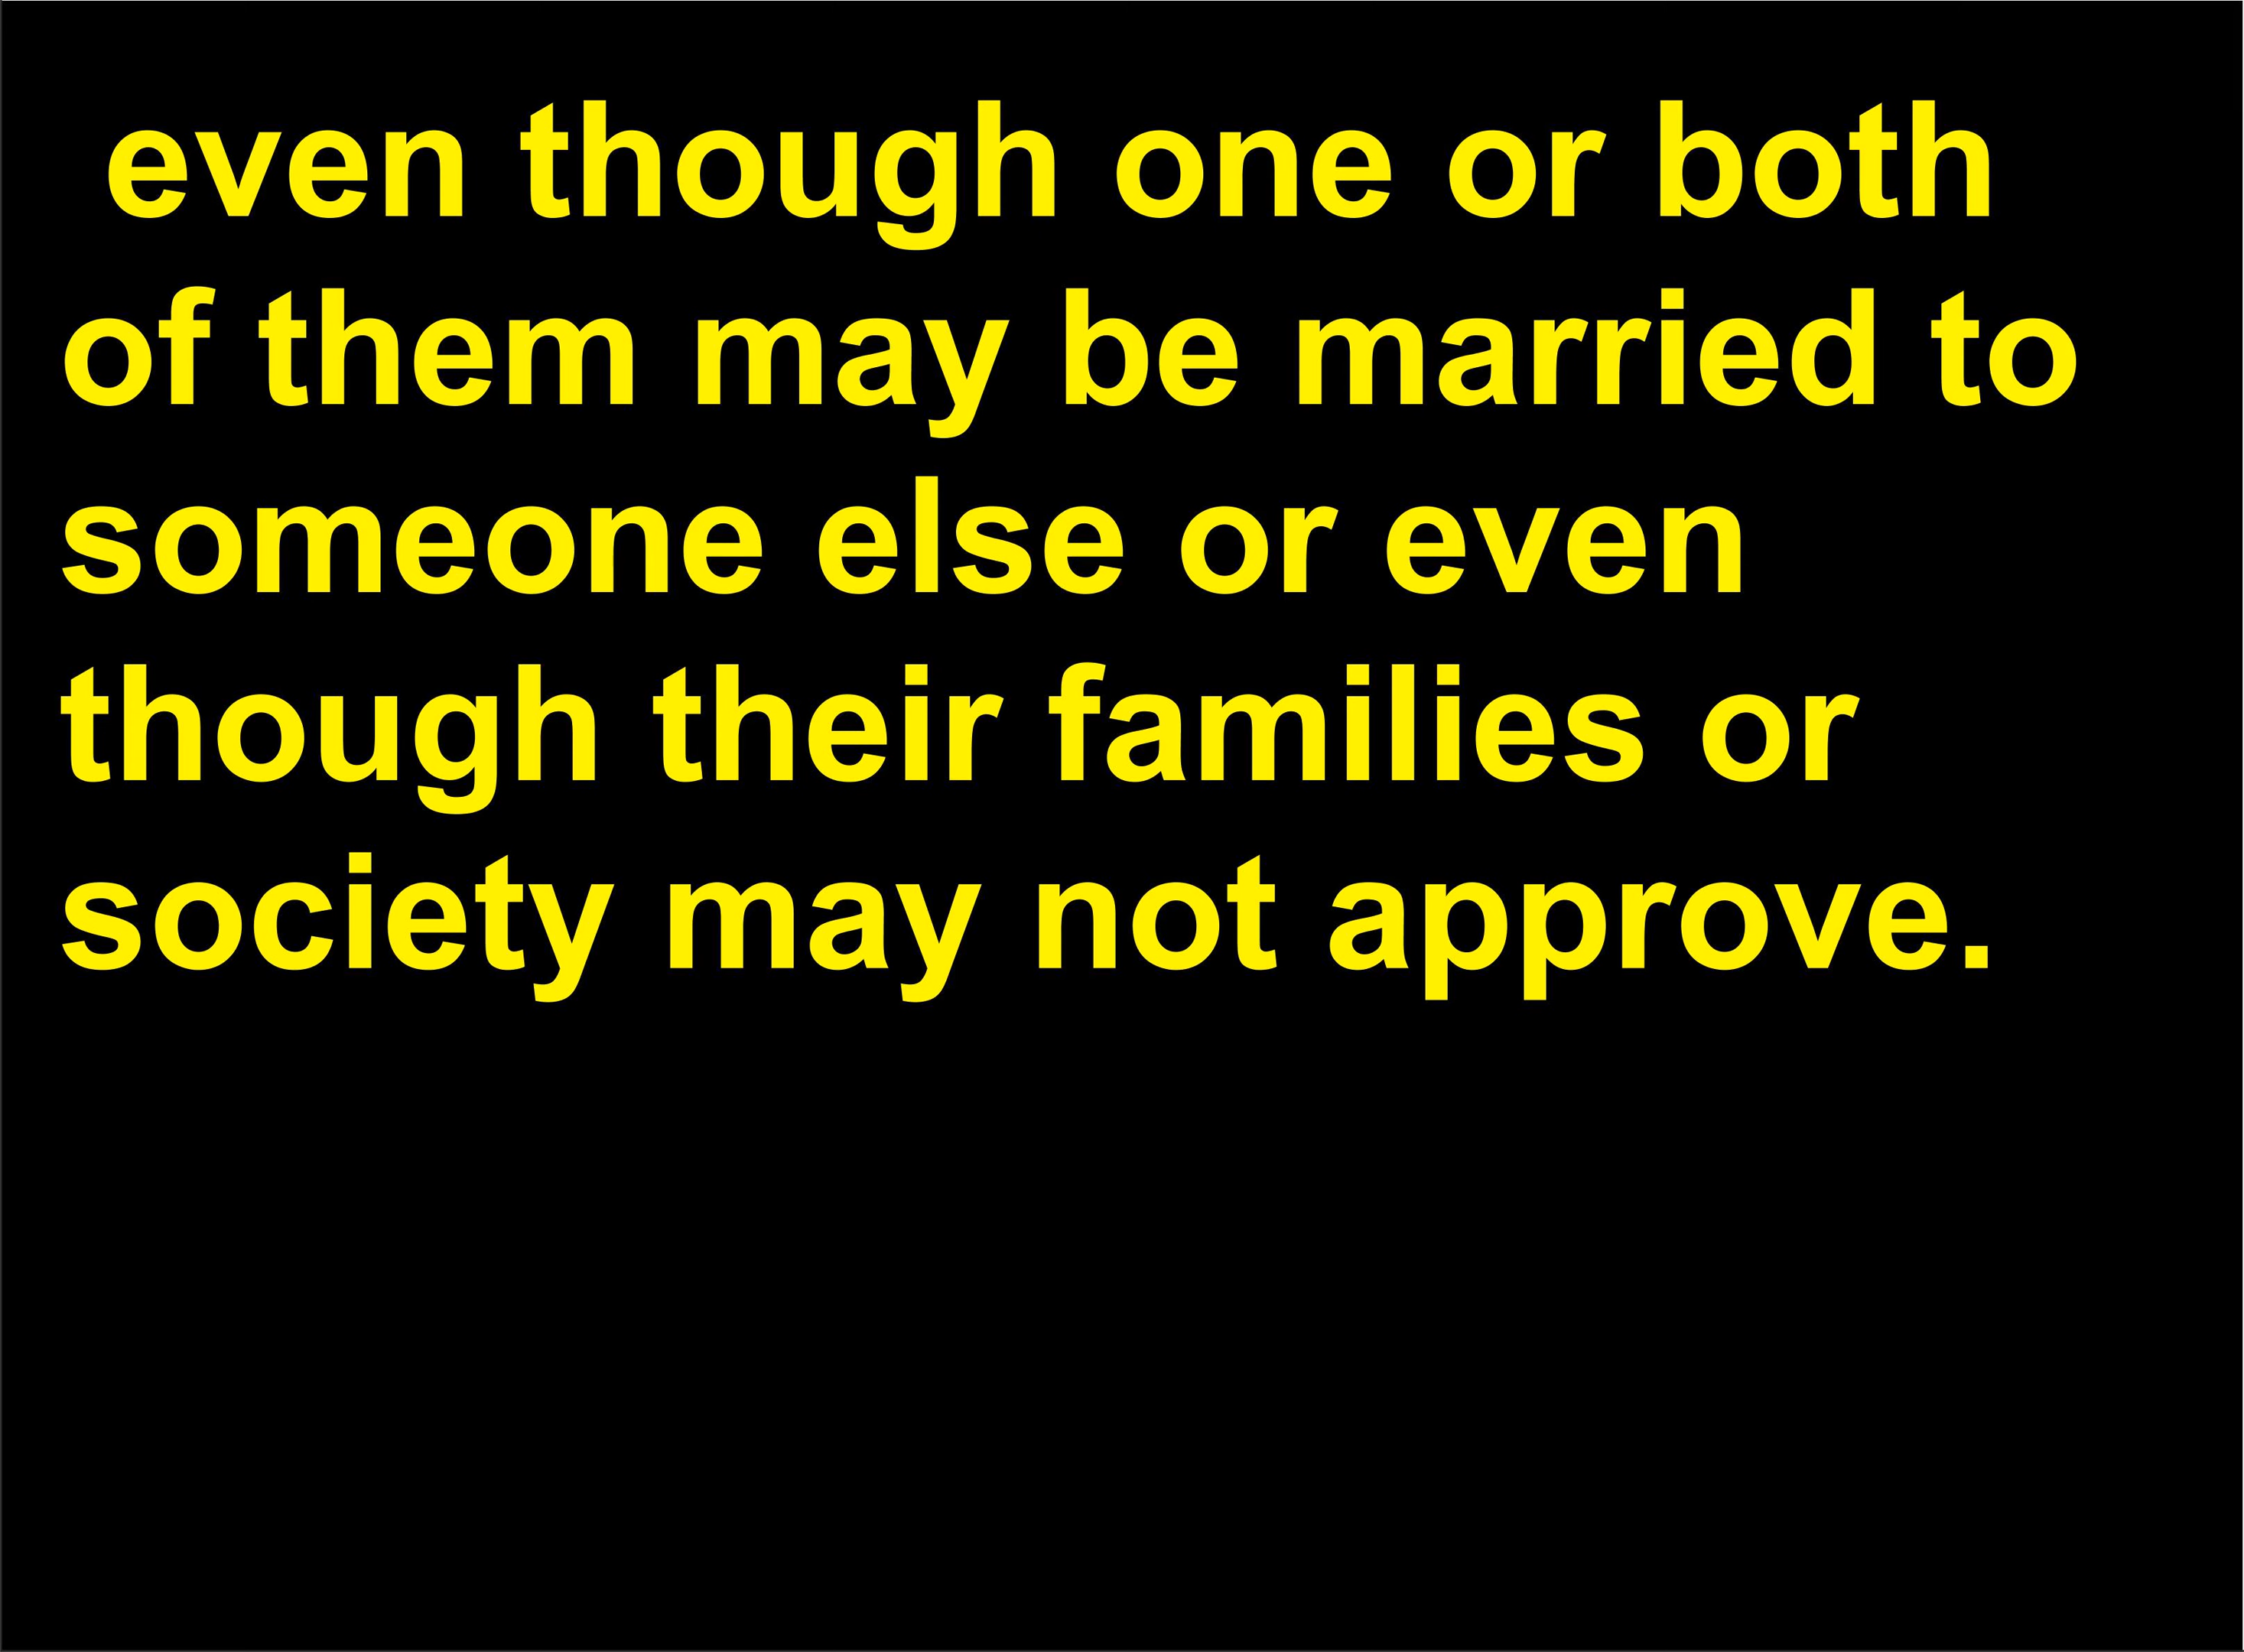 even though one or both
of them may be married to
someone else or even
though their families or
society may not approve.